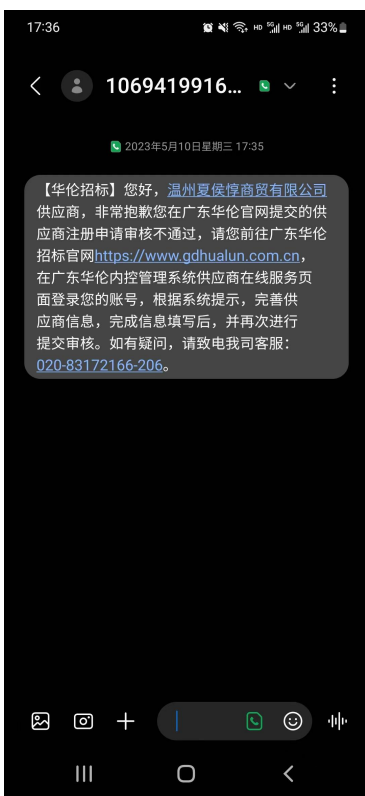 17:36
HD 5G HD 5G 33%
1069419916...
2023年5月10日星期三 17:35
【华伦招标】您好，温州夏侯惇商贸有限公司
供应商，非常抱歉您在广东华伦官网提交的供
应商注册申请审核不通过，请您前往广东华伦
招标官网https://www.gdhualun.com.cn，
在广东华伦内控管理系统供应商在线服务页
面登录您的账号，根据系统提示，完善供
应商信息，完成信息填写后，并再次进行
提交审核。如有疑问，请致电我司客服：
020-83172166-206。